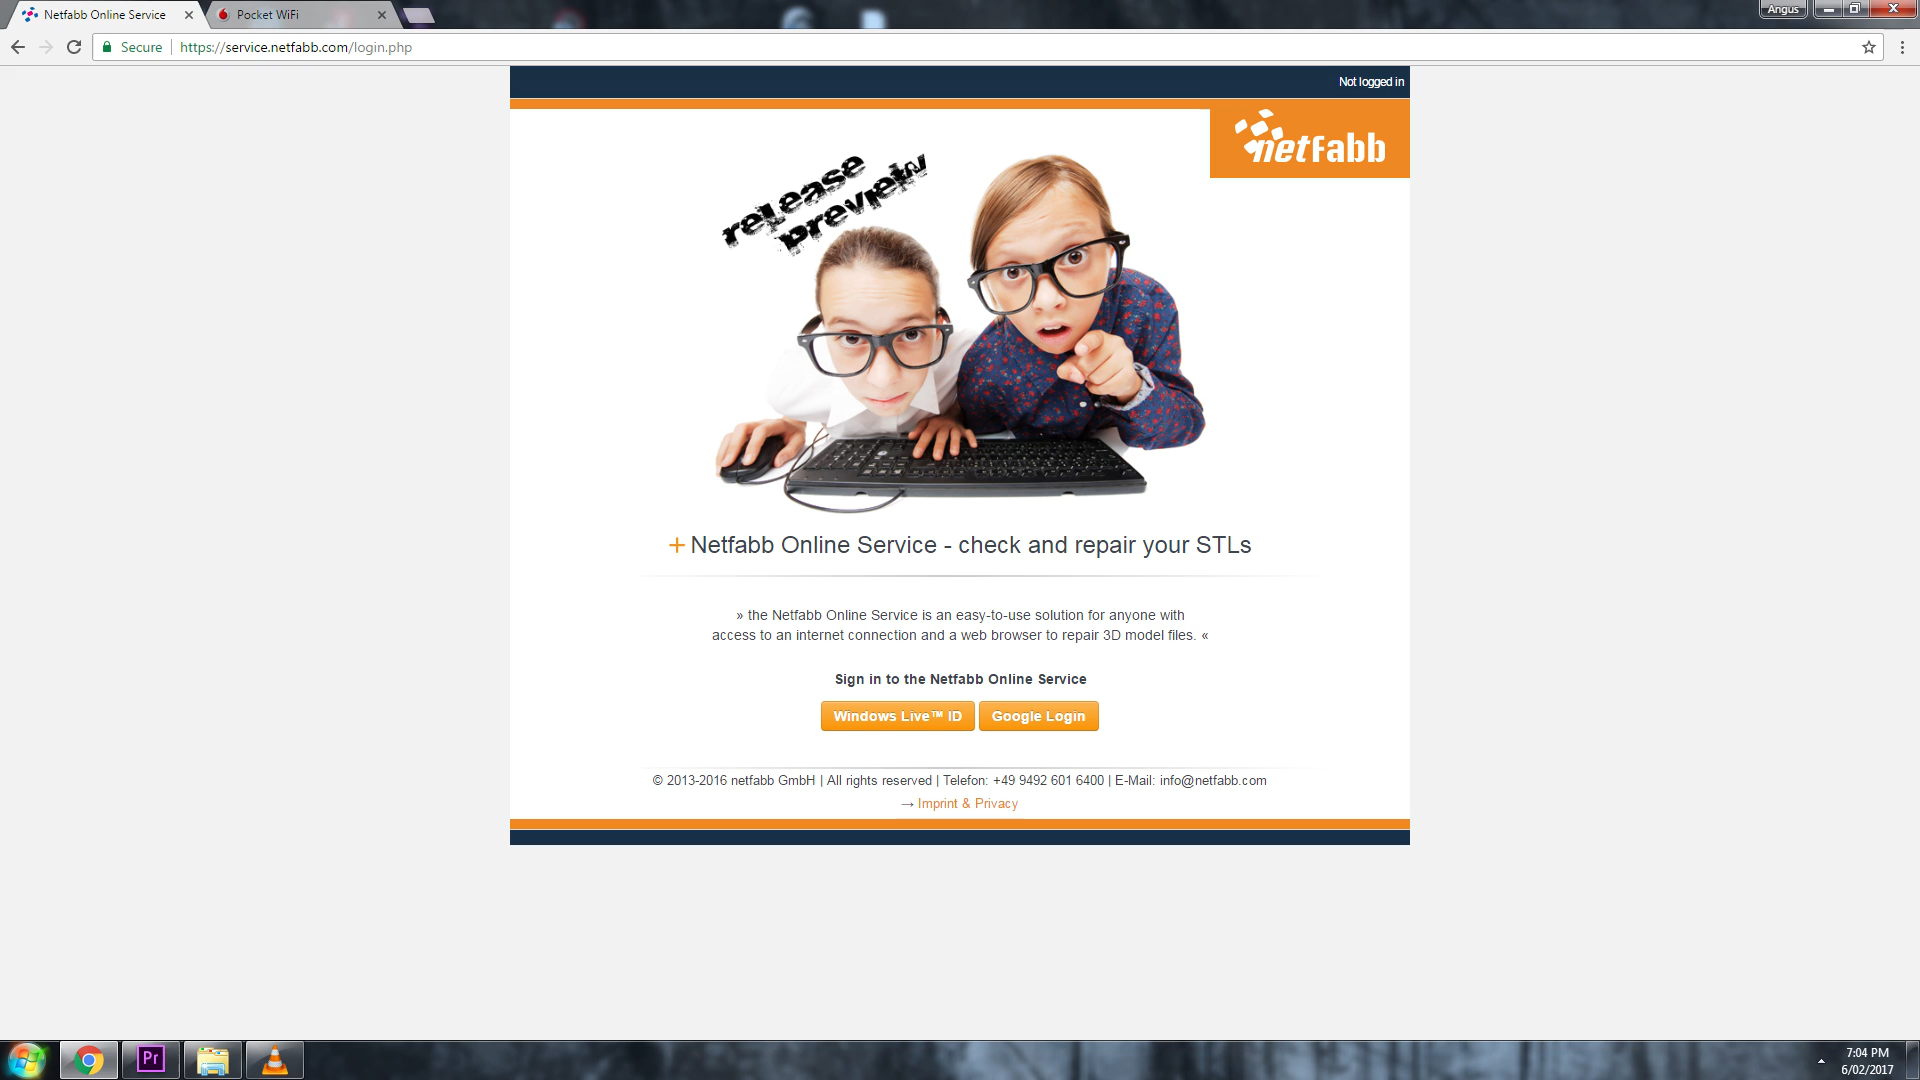 Netfabb Online Service
Pocket WiFi
Angus
Secure
https://service.netfabb.com/login.php
Not logged in
netfabb
release
preview
+ Netfabb Online Service - check and repair your STLs
» the Netfabb Online Service is an easy-to-use solution for anyone with
access to an internet connection and a web browser to repair 3D model files. «
Sign in to the Netfabb Online Service
Windows Live™ ID
Google Login
© 2013-2016 netfabb GmbH | All rights reserved | Telefon: +49 9492 601 6400 | E-Mail: info@netfabb.com
→ Imprint & Privacy
Pr
7:04 PM
6/02/2017